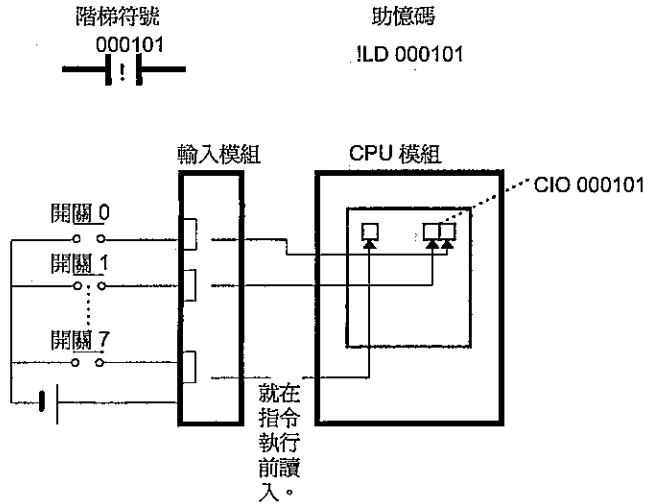 階梯符號
助憶碼
000101
!
!LD 000101
輸入模組
CPU 模組
CIO 000101
開關 0
開關 1
開關 7
就在
指令
執行
前讀
入。